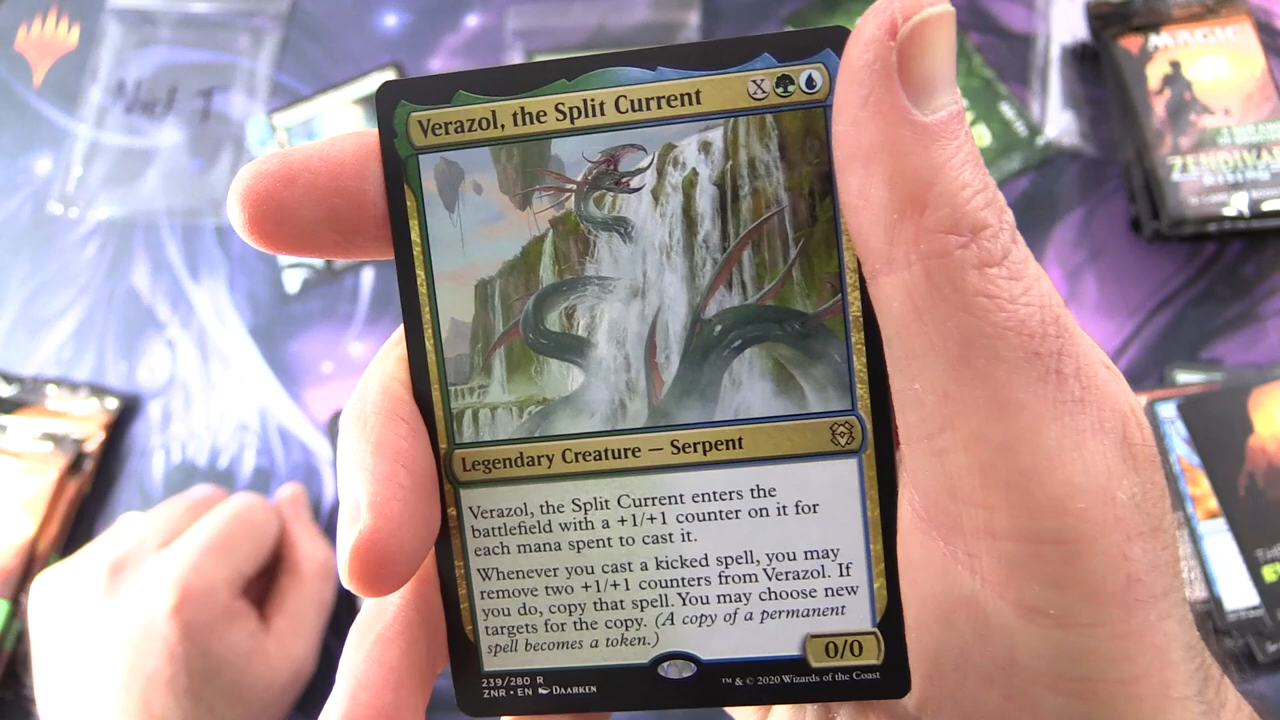 Verazol, the Split Current
X
Legendary Creature — Serpent
Verazol, the Split Current enters the
battlefield with a +1/+1 counter on it for
each mana spent to cast it.
Whenever you cast a kicked spell, you may
remove two +1/+1 counters from Verazol. If
you do, copy that spell. You may choose new
targets for the copy. (A copy of a permanent
spell becomes a token.)
0/0
239/280 R
ZNR • EN DAARKEN
™ & © 2020 Wizards of the Coast
MAGIC
ZENDIKAR
RISING